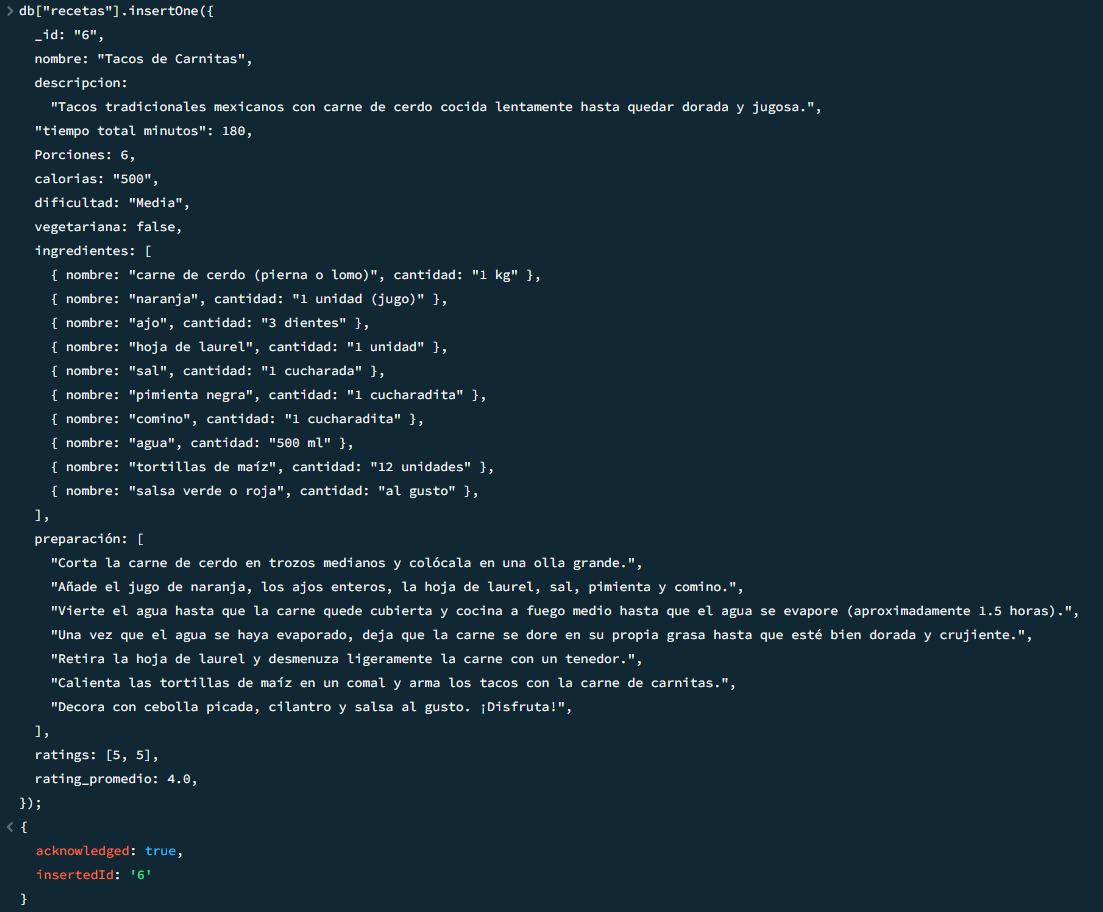 > db["recetas"].insertOne({
_id: "6",
nombre: "Tacos de Carnitas",
descripcion:
"Tacos tradicionales mexicanos con carne de cerdo cocida lentamente hasta quedar dorada y jugosa.",
"tiempo total minutos": 180,
Porciones: 6,
calorias: "500",
dificultad: "Media",
vegetariana: false,
ingredientes: [
{ nombre: "carne de cerdo (pierna o lomo)", cantidad: "1 kg" },
{ nombre: "naranja", cantidad: "1 unidad (jugo)" },
{ nombre: "ajo", cantidad: "3 dientes" },
{ nombre: "hoja de laurel", cantidad: "1 unidad" },
{ nombre: "sal", cantidad: "1 cucharada" },
{ nombre: "pimienta negra", cantidad: "1 cucharadita" },
{ nombre: "comino", cantidad: "1 cucharadita" },
{ nombre: "agua", cantidad: "500 ml" },
{ nombre: "tortillas de maíz", cantidad: "12 unidades" },
{ nombre: "salsa verde o roja", cantidad: "al gusto" },
],
preparación: [
"Corta la carne de cerdo en trozos medianos y colócala en una olla grande.",
"Añade el jugo de naranja, los ajos enteros, la hoja de laurel, sal, pimienta y comino.",
"Vierte el agua hasta que la carne quede cubierta y cocina a fuego medio hasta que el agua se evapore (aproximadamente 1.5 horas).",
"Una vez que el agua se haya evaporado, deja que la carne se dore en su propia grasa hasta que esté bien dorada y crujiente.",
"Retira la hoja de laurel y desmenuza ligeramente la carne con un tenedor.",
"Calienta las tortillas de maíz en un comal y arma los tacos con la carne de carnitas.",
"Decora con cebolla picada, cilantro y salsa al gusto. ¡Disfruta!",
],
ratings: [5, 5],
rating_promedio: 4.0,
});
< {
acknowledged: true,
insertedId: '6'
}